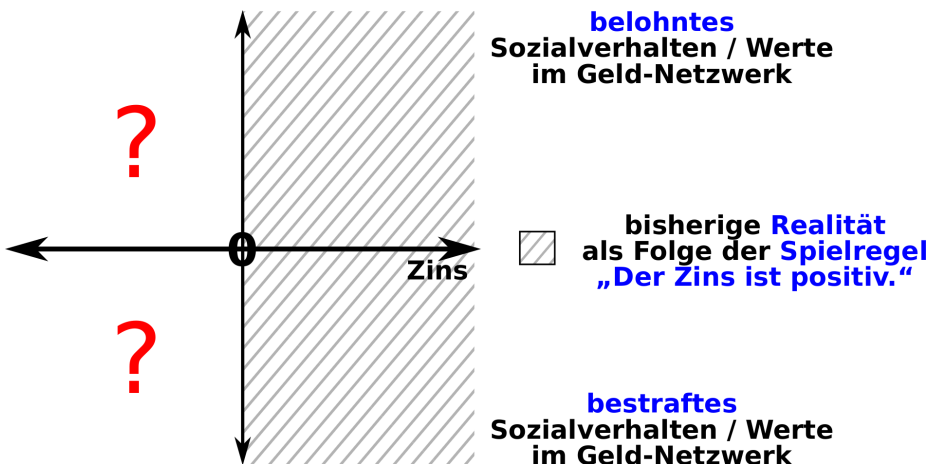 belohntes
Sozialverhalten / Werte
im Geld-Netzwerk
?
bisherige Realität
als Folge der Spielregel
„Der Zins ist positiv.“
0
Zins
?
bestraftes
Sozialverhalten / Werte
im Geld-Netzwerk